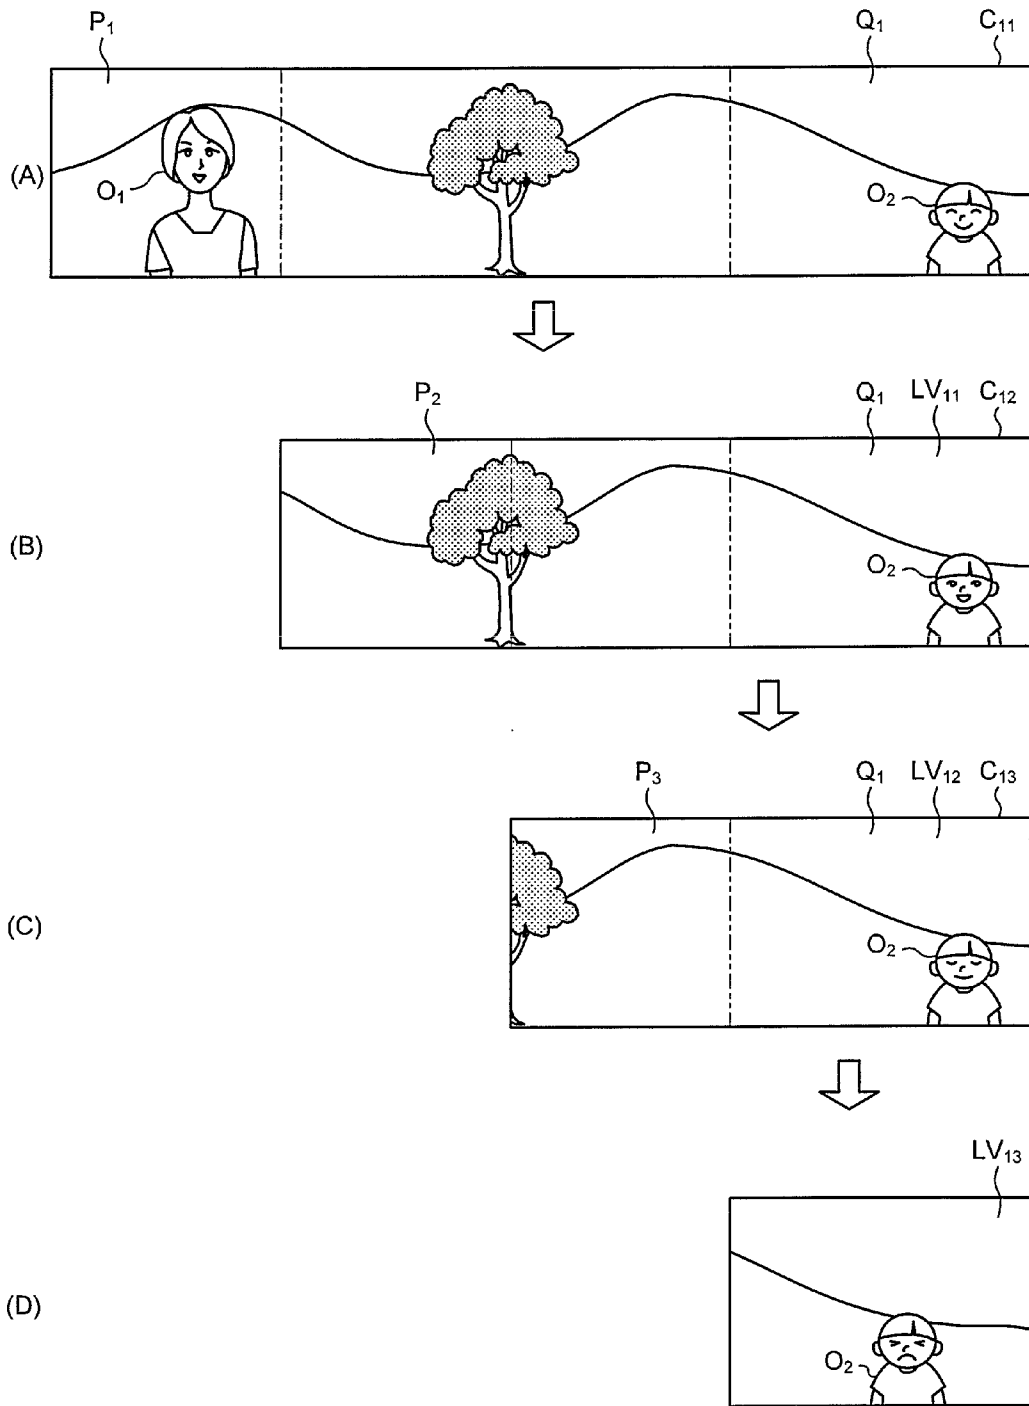 P₁ Q₁ C₁₁
(A) O₁ O₂
P₂ Q₁ LV₁₁ C₁₂
(B) O₂
P₃ Q₁ LV₁₂ C₁₃
(C) O₂
LV₁₃
(D) O₂